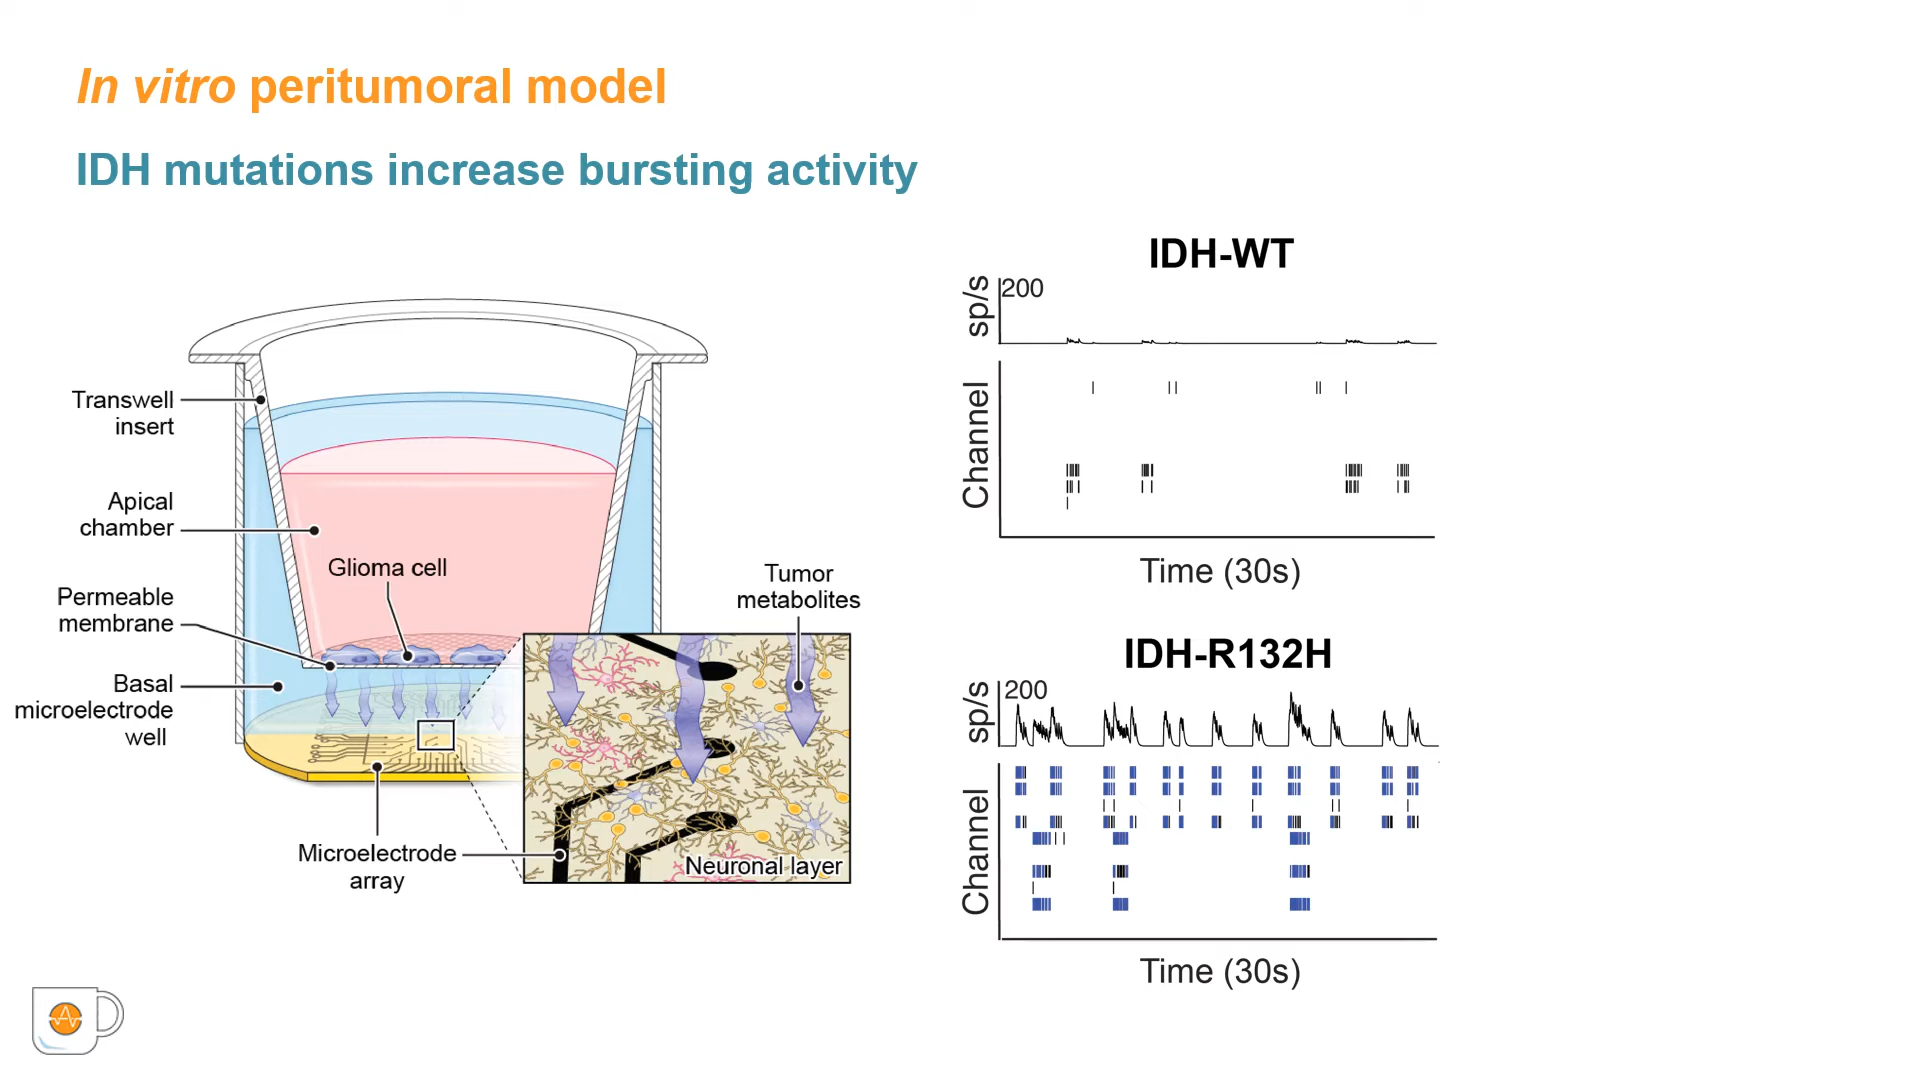 In vitro peritumoral model
IDH mutations increase bursting activity
Transwell
insert
Apical
chamber
Glioma cell
Permeable
membrane
Basal
microelectrode
well
Tumor
metabolites
Microelectrode
array
Neuronal layer
IDH-WT
sp/s
200
Channel
Time (30s)
IDH-R132H
sp/s
200
Channel
Time (30s)